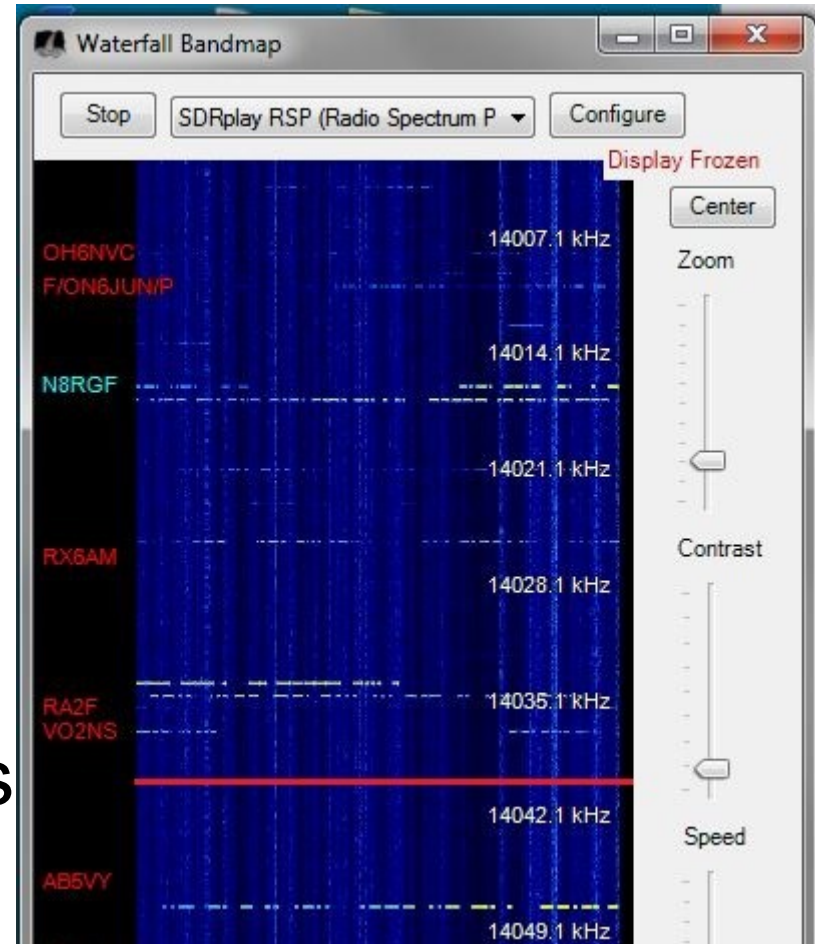 Waterfall Bandmap
Stop SDRplay RSP (Radio Spectrum P Configure
Display Frozen
Center
14007.1 kHz
OH6NVC
Zoom
F/ON6JUN/P
14014.1 kHz
N8RGF
14021.1 kHz
RX6AM
Contrast
14028.1 kHz
14035.1 kHz
RA2F
VO2NS
s
14042.1 kHz
Speed
AB5VY
14049.1 kHz